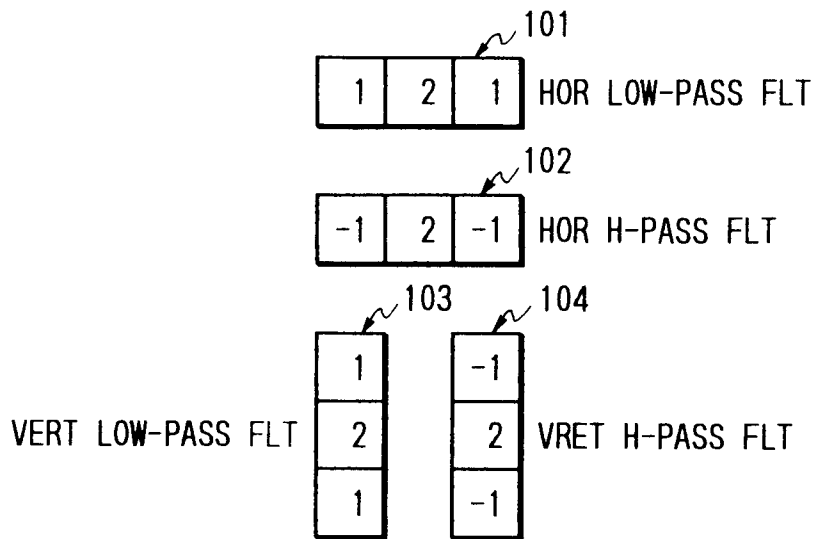 101
1 2 1 HOR LOW-PASS FLT
102
-1 2 -1 HOR H-PASS FLT
103 104
1 -1
VERT LOW-PASS FLT 2 2 VRET H-PASS FLT
1 -1